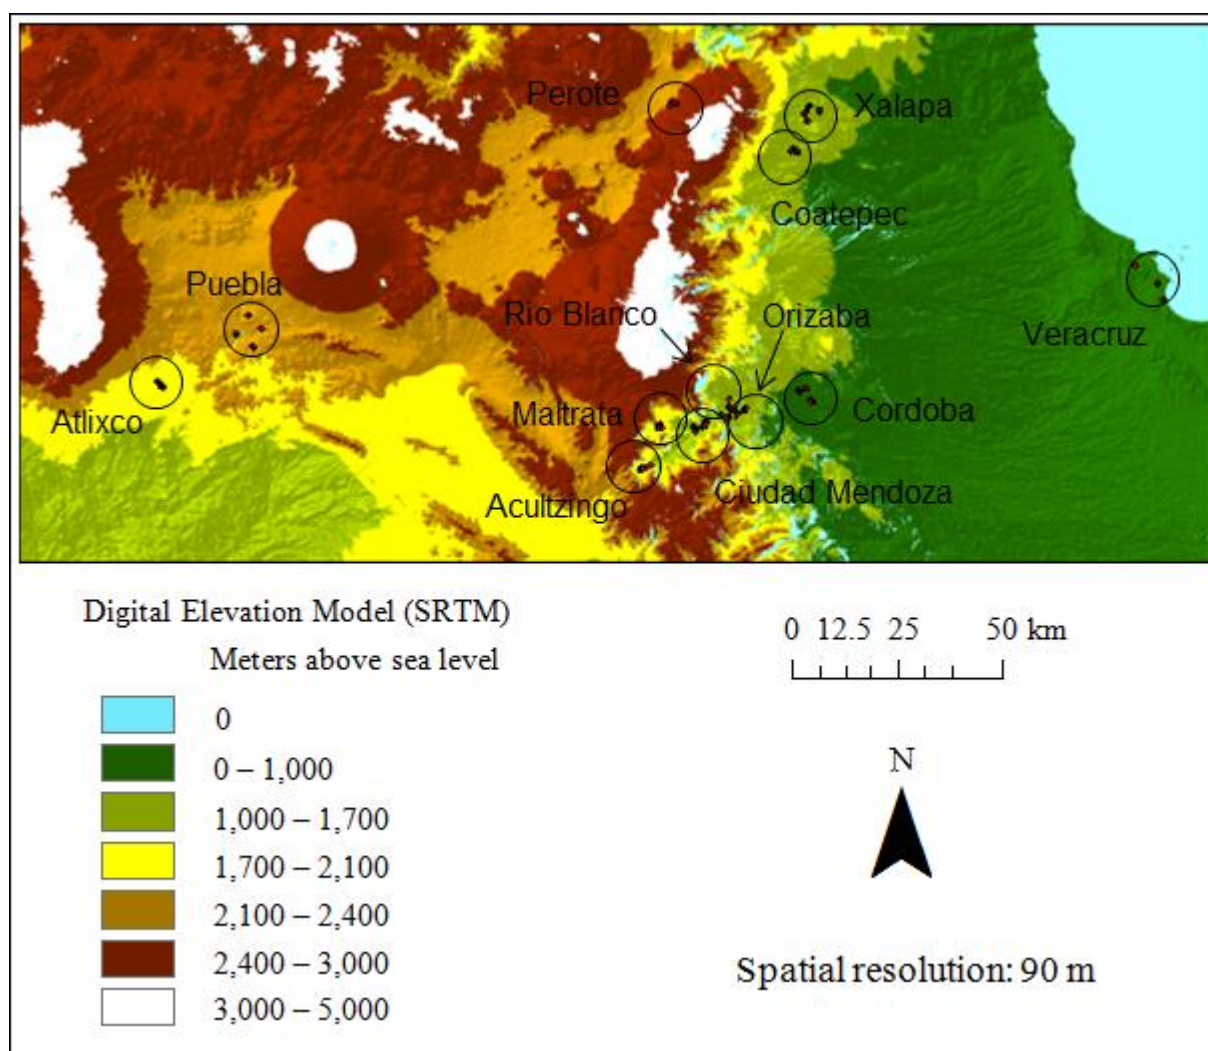 Perote
Xalapa
Coatepec
Puebla
Rio Blanco
Orizaba
Veracruz
Atlixco
Maltrata
Cordoba
Acultzingo
Ciudad Mendoza
Digital Elevation Model (SRTM)
Meters above sea level
0
0 – 1,000
1,000 – 1,700
1,700 – 2,100
2,100 – 2,400
2,400 – 3,000
3,000 – 5,000
0 12.5 25 50 km
N
Spatial resolution: 90 m